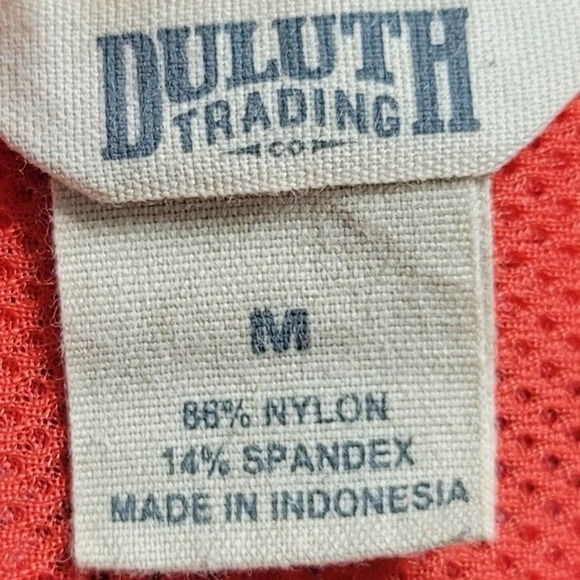 DULUTH
TRADING
CO
M
86% NYLON
14% SPANDEX
MADE IN INDONESIA